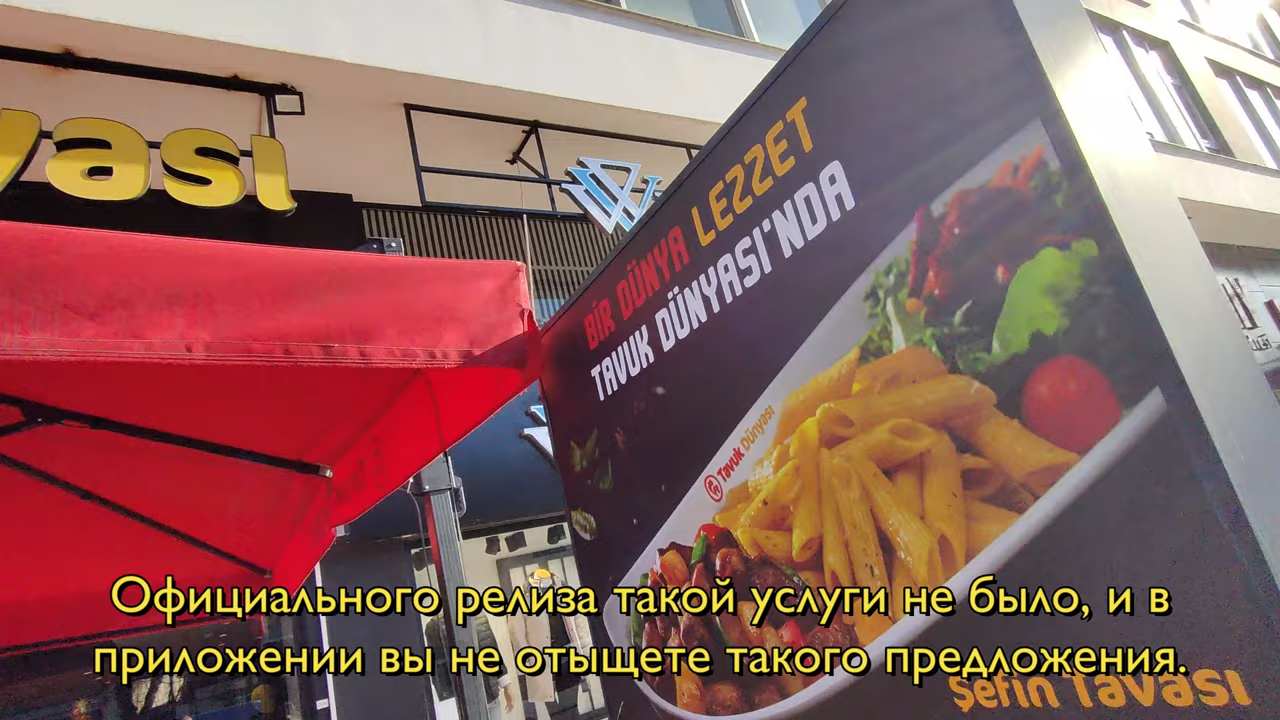 yası
BİR DÜNYA LEZZET
TAVUK DÜNYASI'NDA
Tavuk Dünyası
Официального релиза такой услуги не было, и в
приложении вы не отыщете такого предложения.
Şefin Tavası